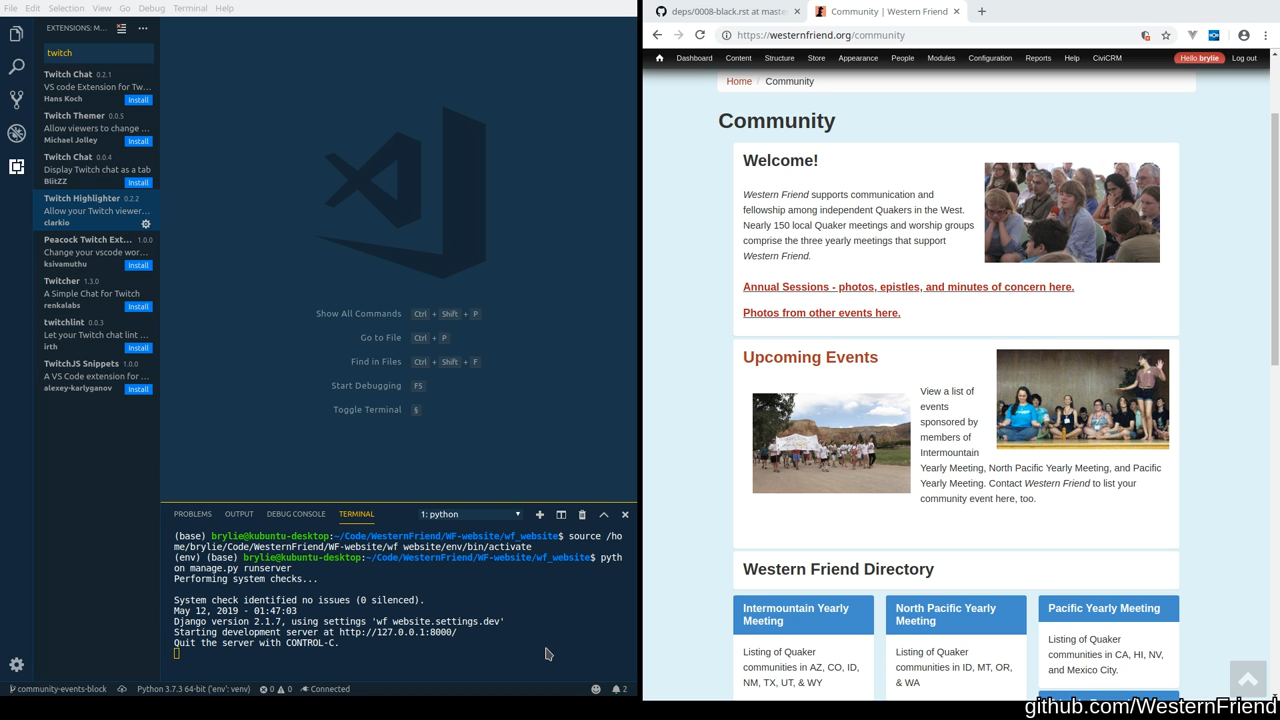 File Edit Selection View Go Debug Terminal Help
EXTENSIONS: M...
twitch
Twitch Chat 0.2.1
VS code Extension for Tw...
Hans Koch Install
Twitch Themer 0.0.5
Allow viewers to change ...
Michael Jolley Install
Twitch Chat 0.0.4
Display Twitch chat as a tab
BlitZZ Install
Twitch Highlighter 0.2.2
Allow your Twitch viewer...
clarkio
Peacock Twitch Ext... 1.0.0
Change your vscode wor...
ksivamuthu Install
Twitcher 1.3.0
A Simple Chat for Twitch
renkalabs Install
twitchlint 0.0.3
Let your Twitch chat lint ...
irth Install
TwitchJS Snippets 1.0.0
A VS Code extension for ...
alexey-karlyganov Install
Show All Commands Ctrl + Shift + P
Go to File Ctrl + P
Find in Files Ctrl + Shift + F
Start Debugging F5
Toggle Terminal §
PROBLEMS OUTPUT DEBUG CONSOLE TERMINAL 1: python
(base) brylie@kubuntu-desktop:~/Code/WesternFriend/WF-website/wf_website$ source /ho
me/brylie/Code/WesternFriend/WF-website/wf website/env/bin/activate
(env) (base) brylie@kubuntu-desktop:~/Code/WesternFriend/WF-website/wf_website$ pyth
on manage.py runserver
Performing system checks...
System check identified no issues (0 silenced).
May 12, 2019 - 01:47:03
Django version 2.1.7, using settings 'wf website.settings.dev'
Starting development server at http://127.0.0.1:8000/
Quit the server with CONTROL-C.
community-events-block Python 3.7.3 64-bit ('env': venv) 0 0 Connected 2
deps/0008-black.rst at maste Community | Western Friend
https://westernfriend.org/community
Dashboard Content Structure Store Appearance People Modules Configuration Reports Help CiviCRM Hello brylie Log out
Home / Community
Community
Welcome!
Western Friend supports communication and
fellowship among independent Quakers in the West.
Nearly 150 local Quaker meetings and worship groups
comprise the three yearly meetings that support
Western Friend.
Annual Sessions - photos, epistles, and minutes of concern here.
Photos from other events here.
Upcoming Events
View a list of
events
sponsored by
members of
Intermountain
Yearly Meeting, North Pacific Yearly Meeting, and Pacific
Yearly Meeting. Contact Western Friend to list your
community event here, too.
Western Friend Directory
Intermountain Yearly
Meeting
Listing of Quaker
communities in AZ, CO, ID,
NM, TX, UT, & WY
North Pacific Yearly
Meeting
Listing of Quaker
communities in ID, MT, OR,
& WA
Pacific Yearly Meeting
Listing of Quaker
communities in CA, HI, NV,
and Mexico City.
github.com/WesternFriend